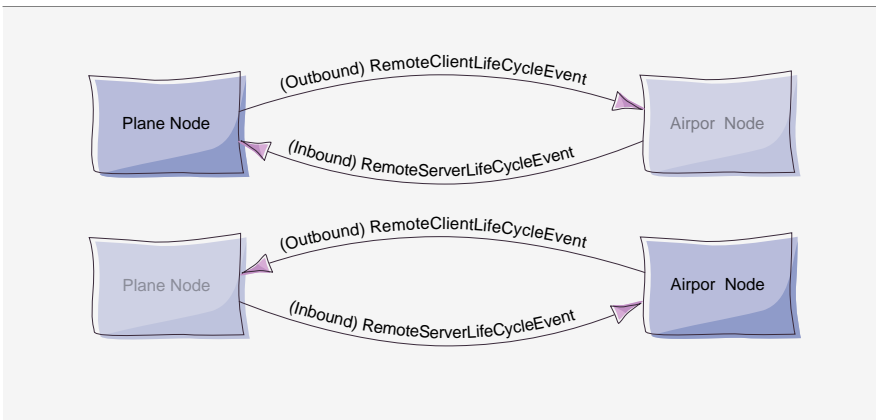 (Outbound) RemoteClientLifeCycleEvent
Plane Node
Airpor  Node
(Inbound) RemoteServerLifeCycleEvent
(Outbound) RemoteClientLifeCycleEvent
Plane Node
Airpor  Node
(Inbound) RemoteServerLifeCycleEvent